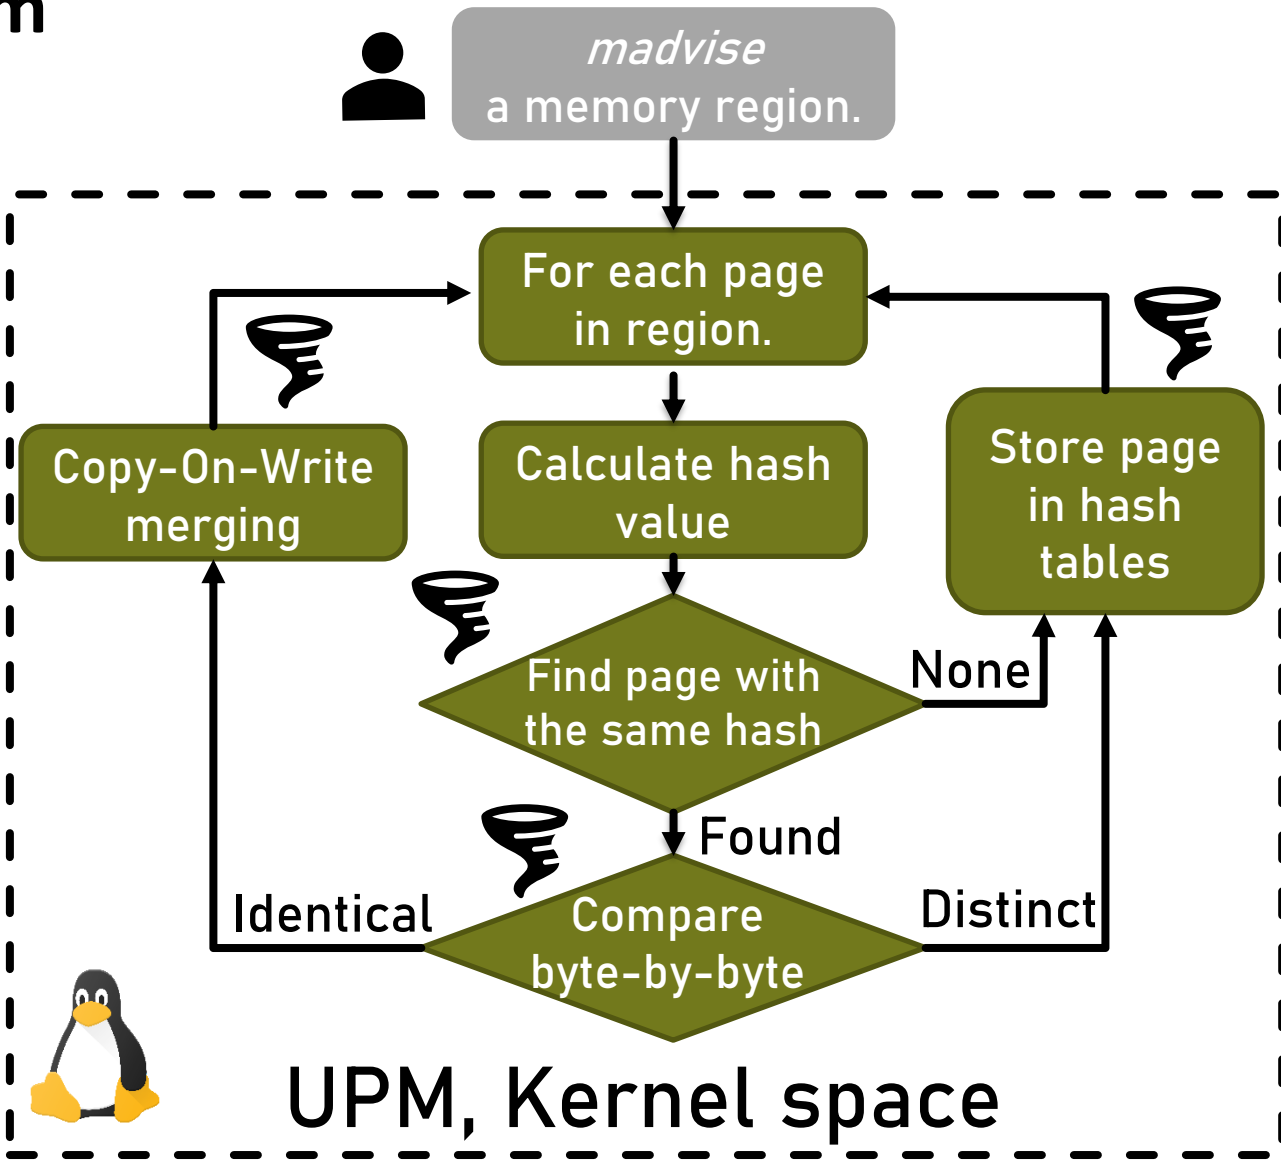 madvise
a memory region.
For each page
in region.
Copy-On-Write
merging
Calculate hash
value
Store page
in hash
tables
Find page with
the same hash
None
Found
Identical
Compare
byte-by-byte
Distinct
UPM, Kernel space